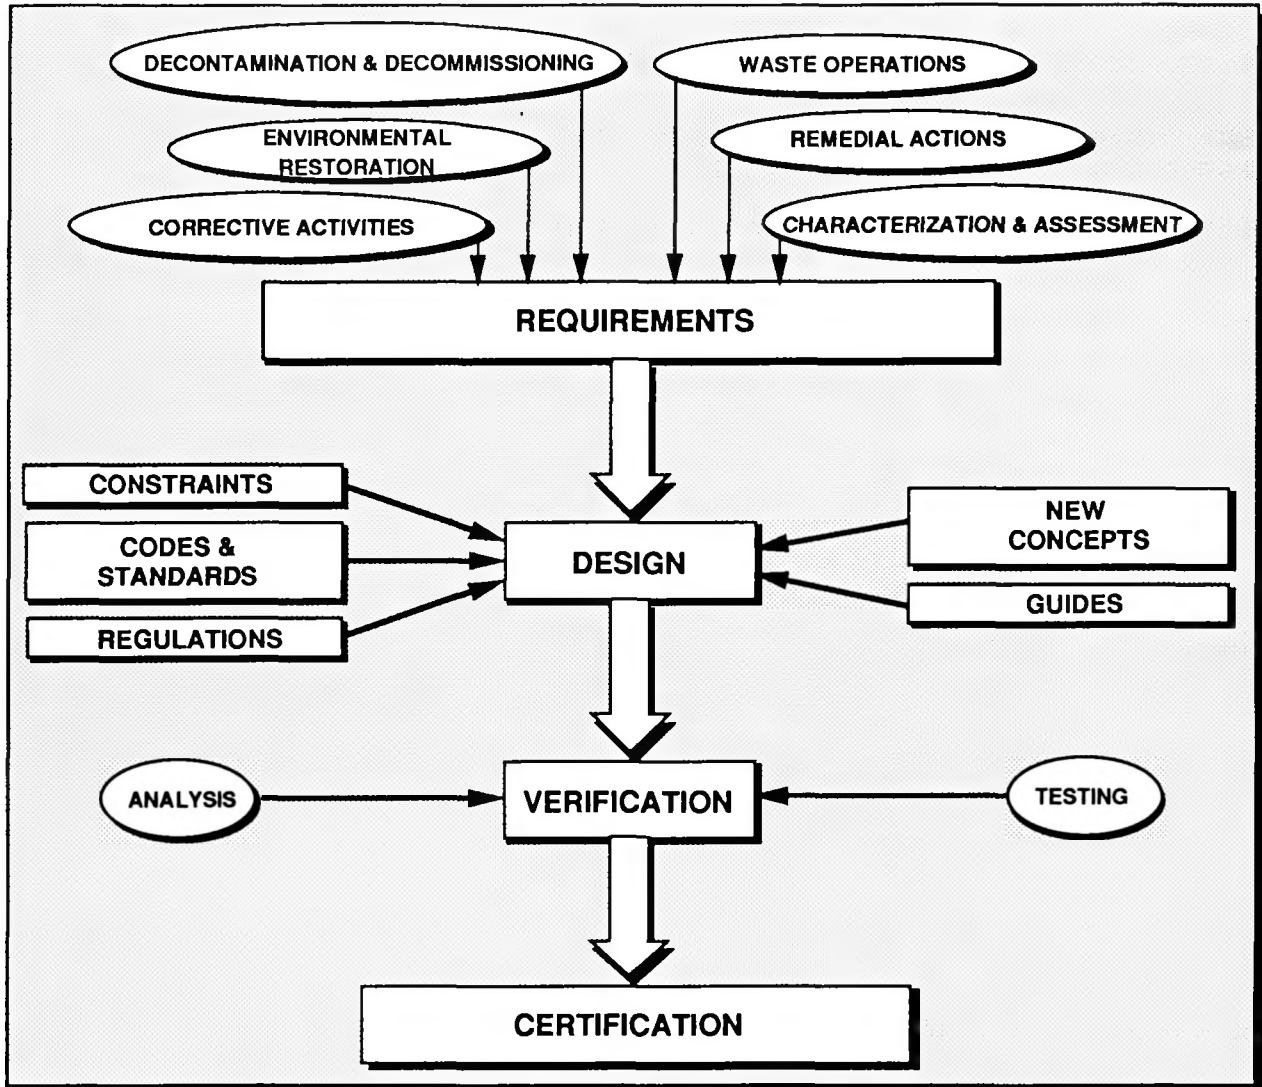 DECONTAMINATION & DECOMMISSIONING
WASTE OPERATIONS
ENVIRONMENTAL
RESTORATION
REMEDIAL ACTIONS
CORRECTIVE ACTIVITIES
CHARACTERIZATION & ASSESSMENT
REQUIREMENTS
CONSTRAINTS
CODES &
STANDARDS
REGULATIONS
DESIGN
NEW
CONCEPTS
GUIDES
ANALYSIS
VERIFICATION
TESTING
CERTIFICATION